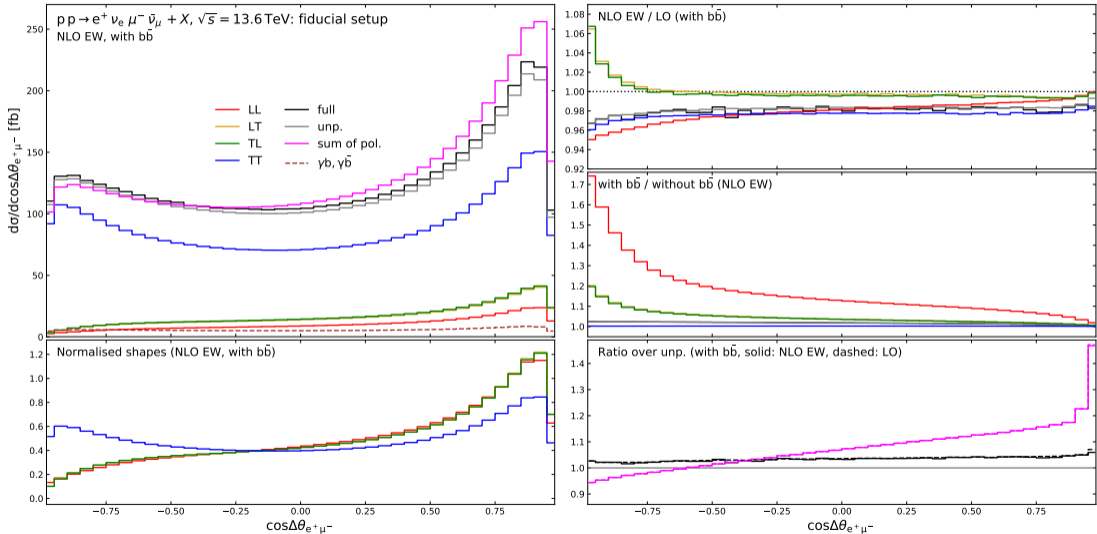 pp→e⁺νₑ μ⁻ ν̄_μ + X, √s = 13.6 TeV: fiducial setup
NLO EW, with bb̄
LL
LT
TL
TT
full
unp.
sum of pol.
γb, γb̄
dσ/dcosΔθ_{e⁺μ⁻} [fb]
250
200
150
100
50
0
Normalised shapes (NLO EW, with bb̄)
1.2
1.0
0.8
0.6
0.4
0.2
0.0
−0.75
−0.50
−0.25
0.00
0.25
0.50
0.75
cosΔθ_{e⁺μ⁻}
NLO EW / LO (with bb̄)
1.08
1.06
1.04
1.02
1.00
0.98
0.96
0.94
0.92
with bb̄ / without bb̄ (NLO EW)
1.7
1.6
1.5
1.4
1.3
1.2
1.1
1.0
Ratio over unp. (with bb̄, solid: NLO EW, dashed: LO)
1.4
1.3
1.2
1.1
1.0
0.9
−0.75
−0.50
−0.25
0.00
0.25
0.50
0.75
cosΔθ_{e⁺μ⁻}